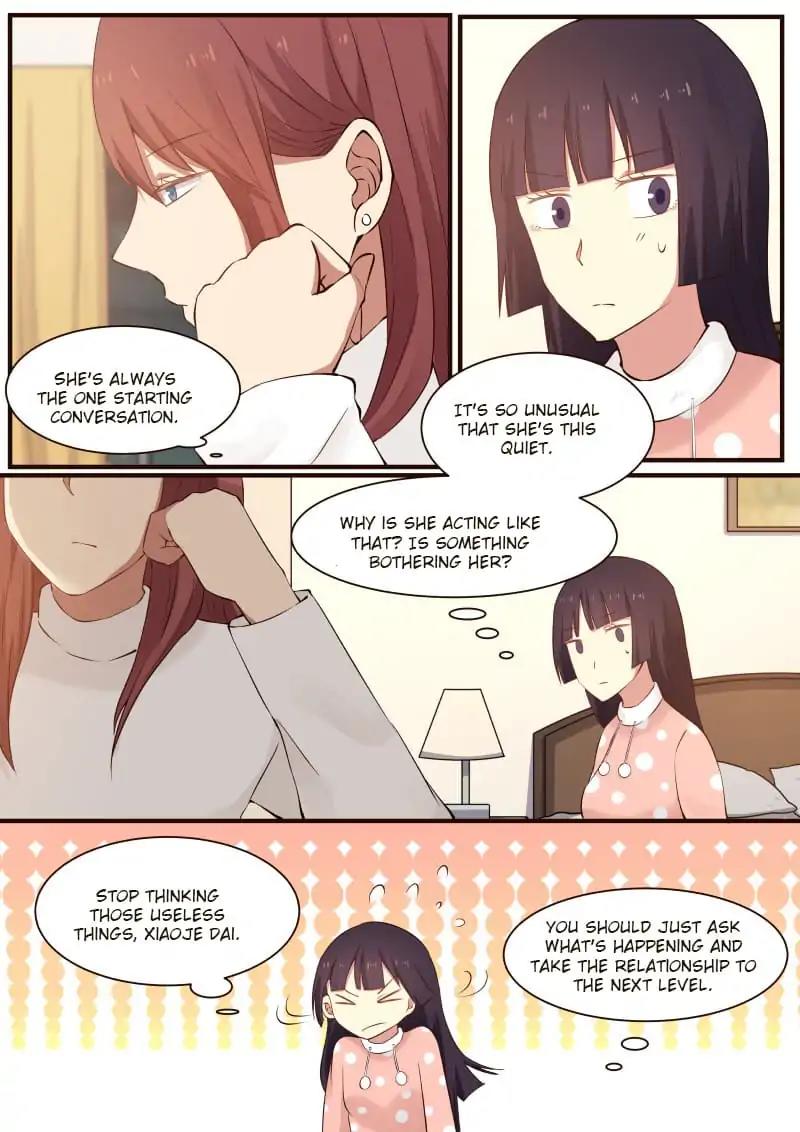 SHE'S ALWAYS
THE ONE STARTING
CONVERSATION.
IT'S SO UNUSUAL
THAT SHE'S THIS
QUIET.
WHY IS SHE ACTING LIKE
THAT? IS SOMETHING
BOTHERING HER?
STOP THINKING
THOSE USELESS
THINGS, XIAOJE DAI.
YOU SHOULD JUST ASK
WHAT'S HAPPENING AND
TAKE THE RELATIONSHIP TO
THE NEXT LEVEL.